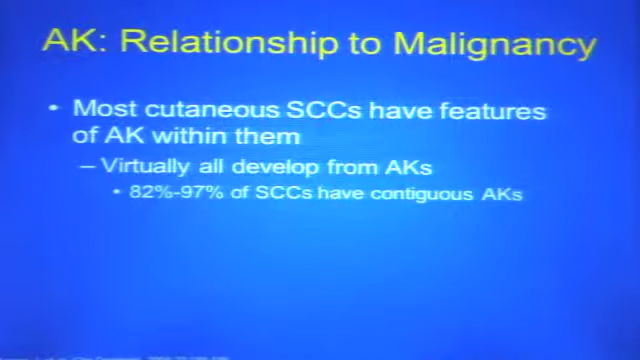 AK: Relationship to Malignancy
• Most cutaneous SCCs have features
of AK within them
– Virtually all develop from AKs
• 82%-97% of SCCs have contiguous AKs